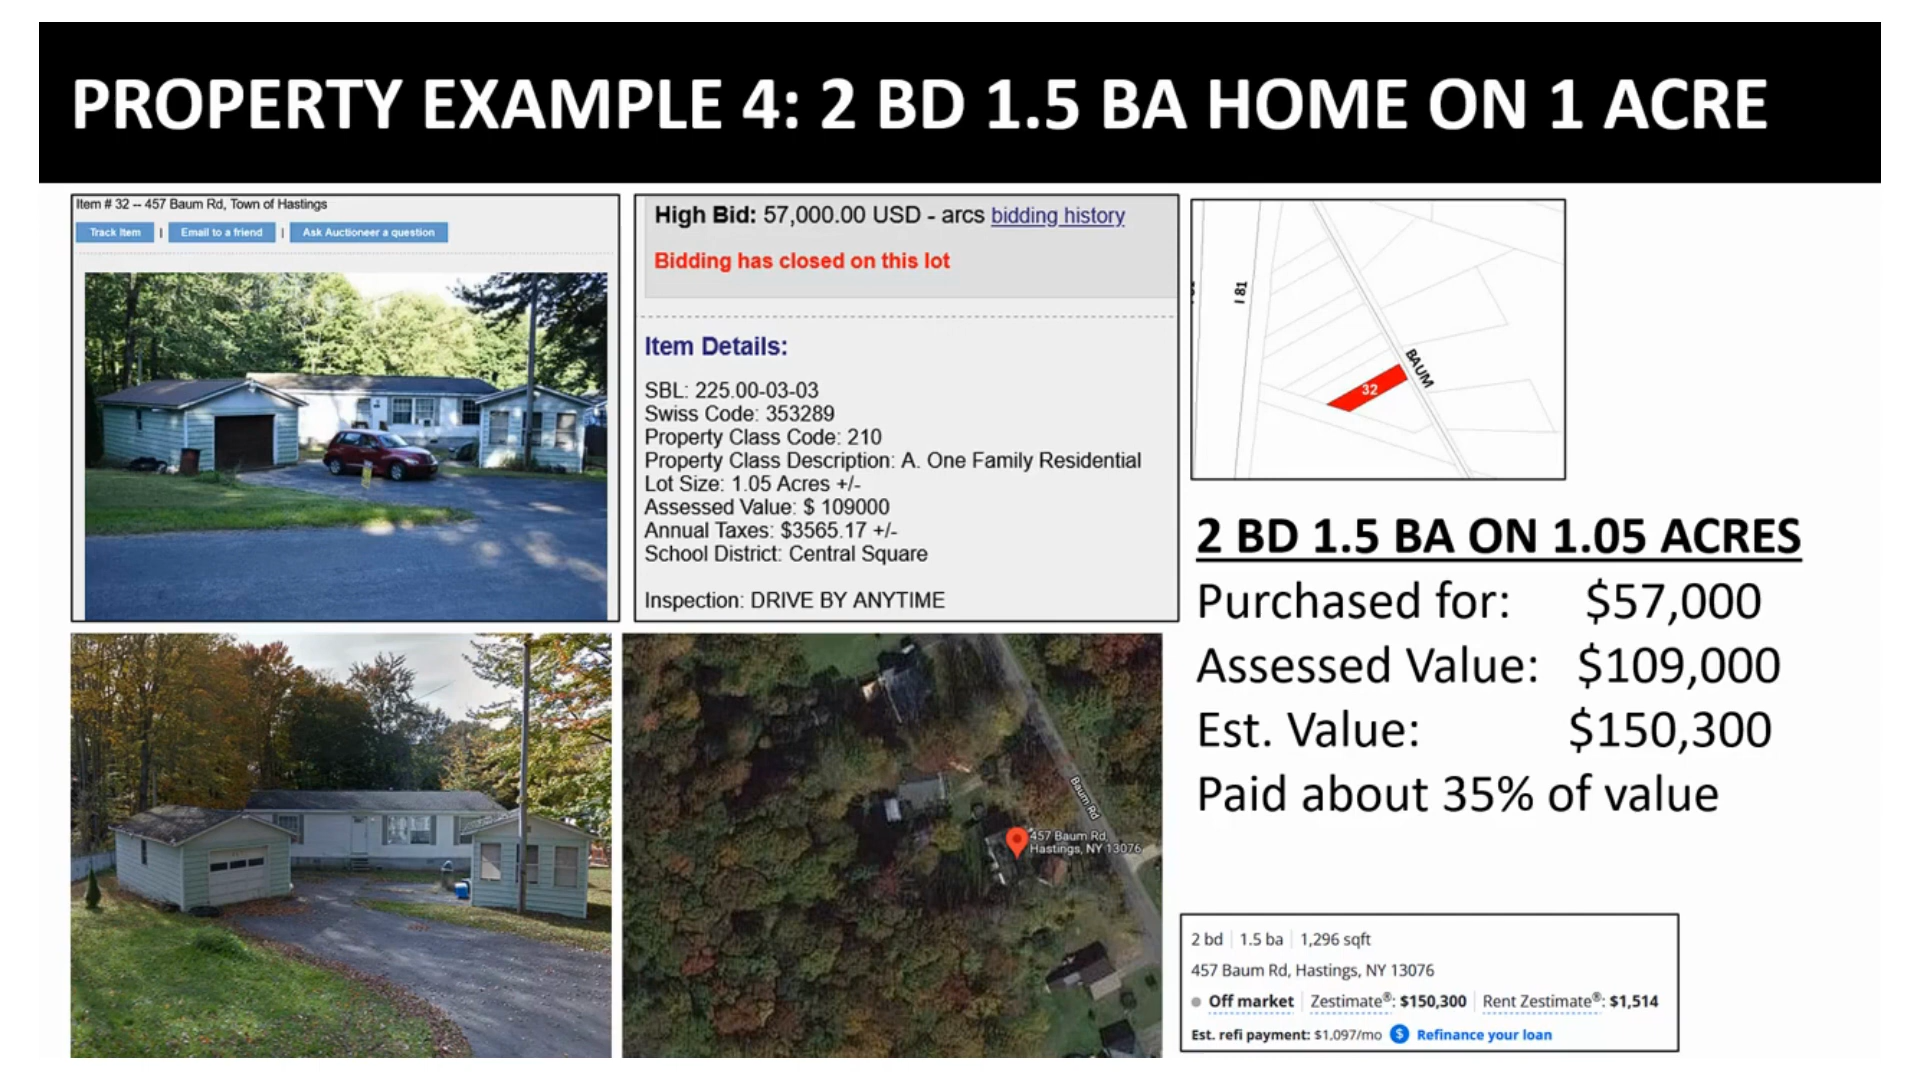 PROPERTY EXAMPLE 4: 2 BD 1.5 BA HOME ON 1 ACRE
Item # 32 -- 457 Baum Rd, Town of Hastings
Track Item | Email to a friend | Ask Auctioneer a question
High Bid: 57,000.00 USD - arcs bidding history
Bidding has closed on this lot
Item Details:
SBL: 225.00-03-03
Swiss Code: 353289
Property Class Code: 210
Property Class Description: A. One Family Residential
Lot Size: 1.05 Acres +/-
Assessed Value: $ 109000
Annual Taxes: $3565.17 +/-
School District: Central Square
Inspection: DRIVE BY ANYTIME
I 81
BAUM
32
2 BD 1.5 BA ON 1.05 ACRES
Purchased for: $57,000
Assessed Value: $109,000
Est. Value: $150,300
Paid about 35% of value
Baum Rd
457 Baum Rd,
Hastings, NY 13076
2 bd | 1.5 ba | 1,296 sqft
457 Baum Rd, Hastings, NY 13076
Off market | Zestimate®: $150,300 | Rent Zestimate®: $1,514
Est. refi payment: $1,097/mo $ Refinance your loan